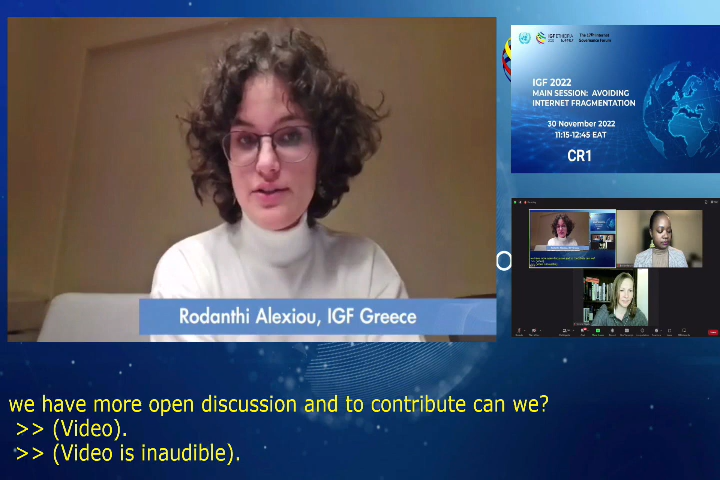 IGF 2022
MAIN SESSION: AVOIDING
INTERNET FRAGMENTATION
30 November 2022
11:15-12:45 EAT
CR1
Rodanthi Alexiou, IGF Greece
we have more open discussion and to contribute can we?
>> (Video).
>> (Video is inaudible).